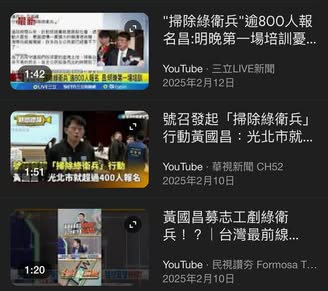 "掃除綠衛兵"逾800人報
名昌:明晚第一場培訓憂...
YouTube · 三立LIVE新聞
2025年2月12日
1:42
號召發起「掃除綠衛兵」
行動黃國昌：光北市就...
YouTube · 華視新聞 CH52
2025年2月10日
「掃除綠衛兵」行動
光北市就超過400人報名
1:51
黃國昌募志工剷綠衛
兵！？｜台灣最前線...
YouTube · 民視讚夯 Formosa T...
2025年2月10日
1:20